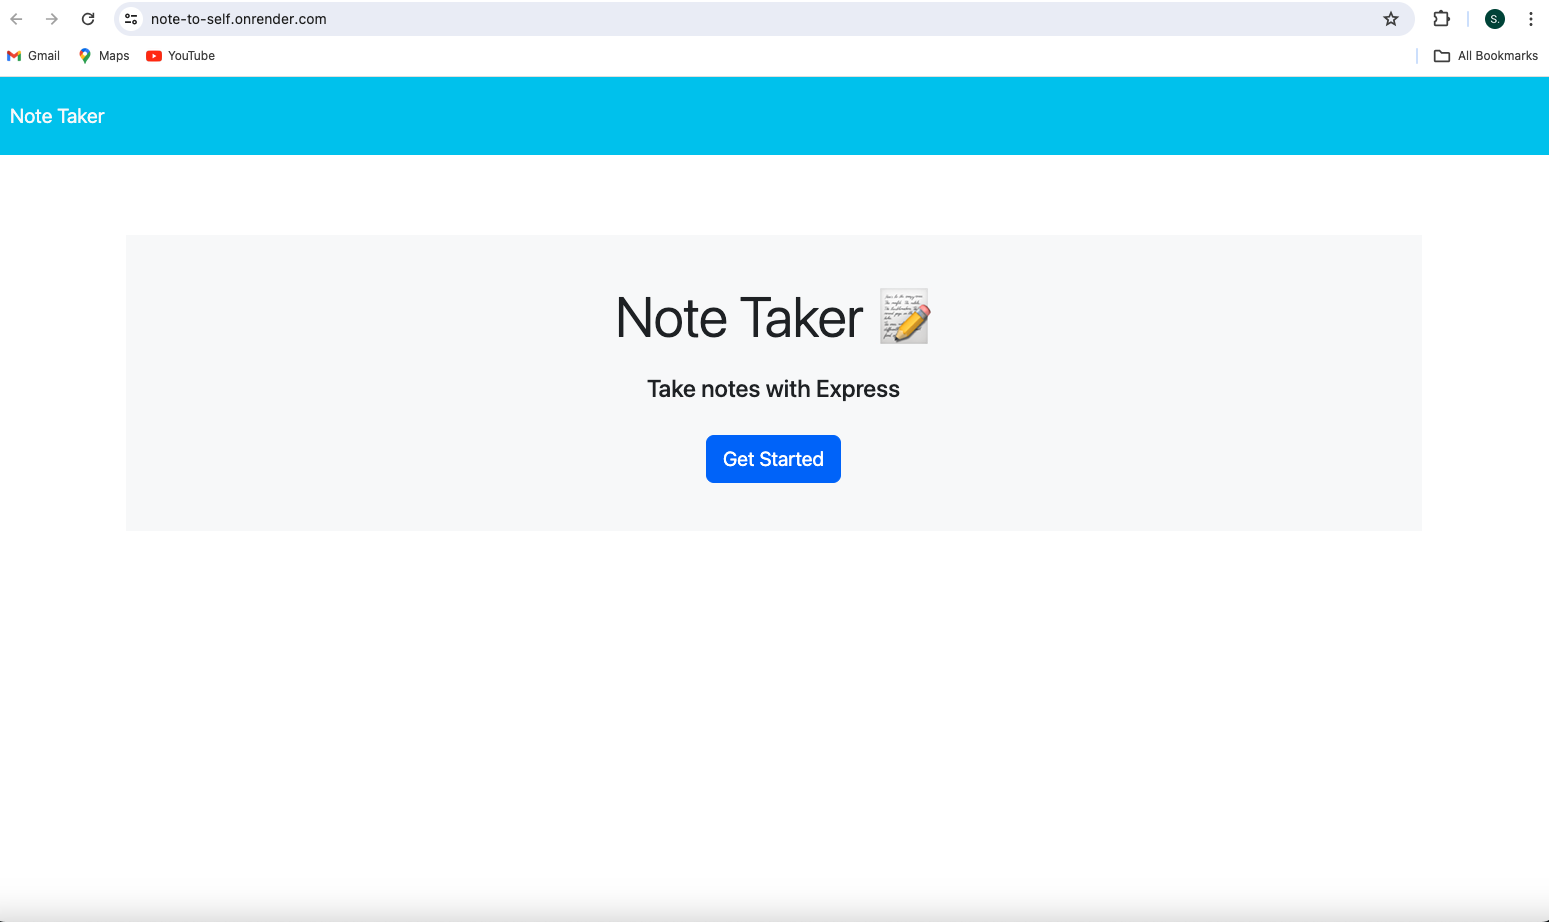 note-to-self.onrender.com
S.
Gmail
Maps
YouTube
All Bookmarks
Note Taker
Note Taker
Take notes with Express
Get Started